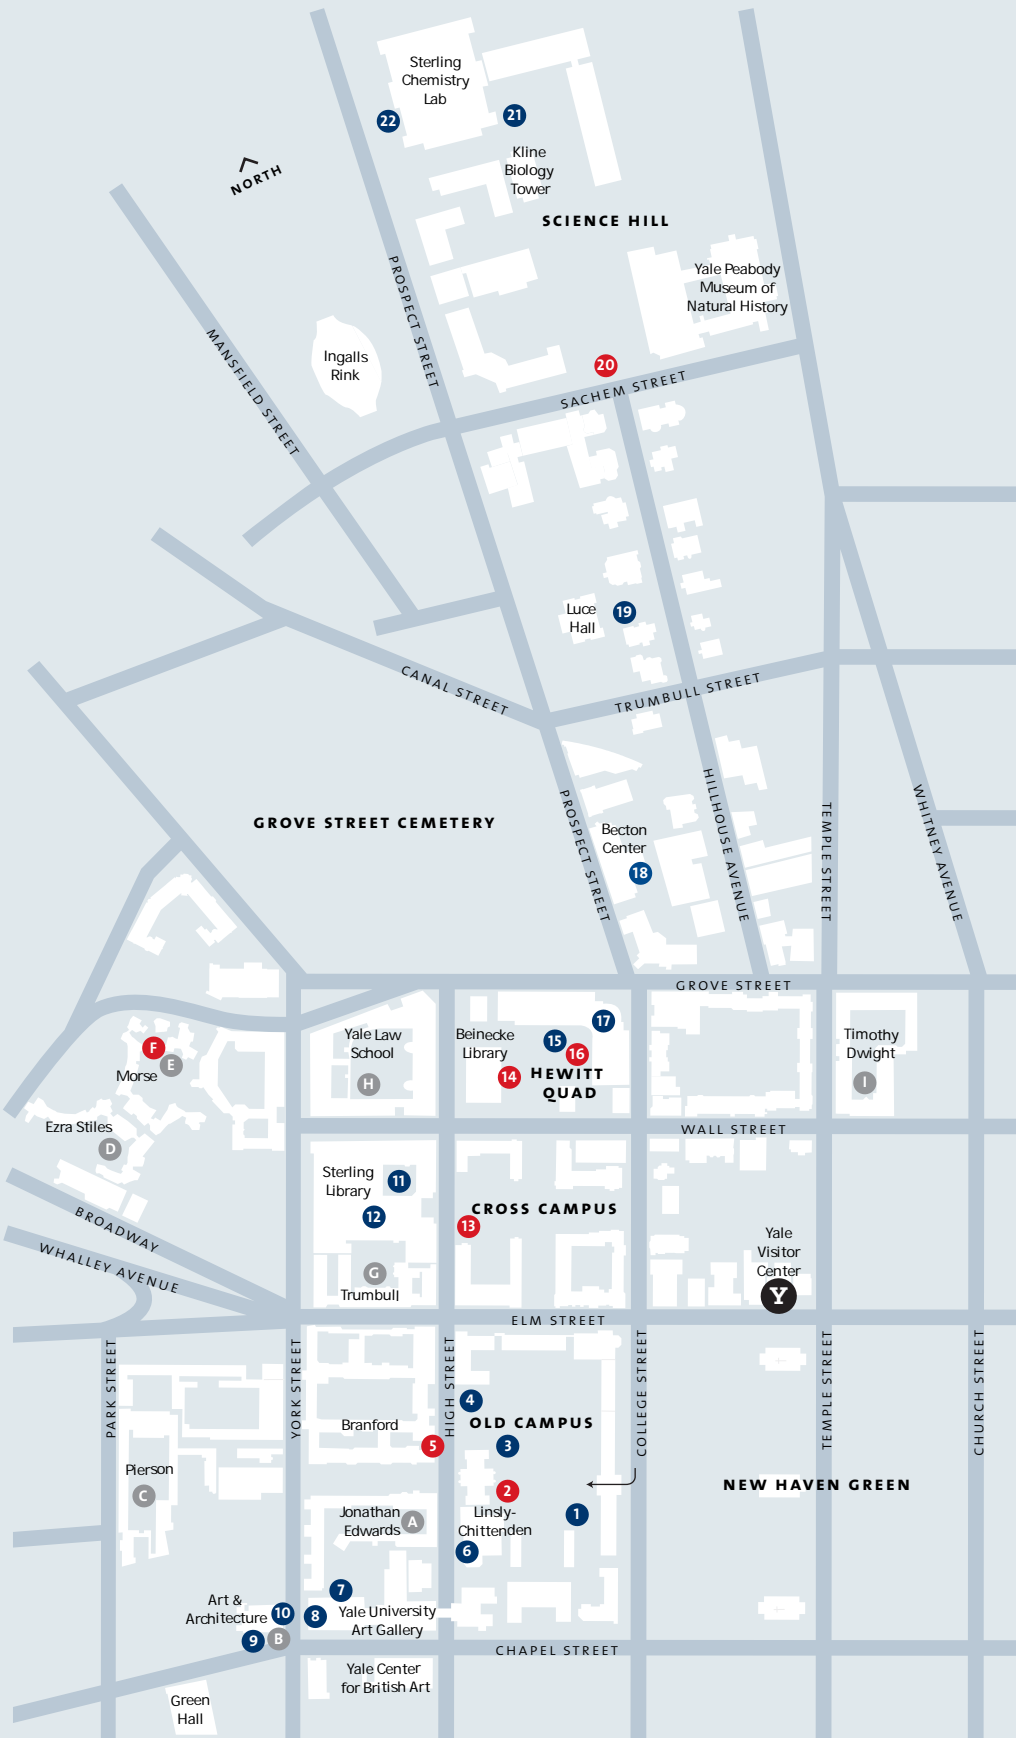 Sterling
Chemistry
Lab
22
21
Kline
Biology
Tower
NORTH
SCIENCE HILL
Yale Peabody
Museum of
Natural History
PROSPECT STREET
MANSFIELD STREET
Ingalls
Rink
20
SACHEM STREET
Luce
Hall
19
CANAL STREET
TRUMBULL STREET
GROVE STREET CEMETERY
PROSPECT STREET
HILLHOUSE AVENUE
TEMPLE STREET
WHITNEY AVENUE
Becton
Center
18
GROVE STREET
F
E
Morse
Yale Law
School
H
Beinecke
Library
14
15
16
17
HEWITT
QUAD
Timothy
Dwight
I
Ezra Stiles
D
WALL STREET
Sterling
Library
11
12
CROSS CAMPUS
13
BROADWAY
WHALLEY AVENUE
G
Trumbull
Yale
Visitor
Center
Y
ELM STREET
PARK STREET
YORK STREET
HIGH STREET
COLLEGE STREET
TEMPLE STREET
CHURCH STREET
4
Branford
OLD CAMPUS
5
3
Pierson
C
2
NEW HAVEN GREEN
Jonathan
Edwards
A
Linsly-
Chittenden
1
6
7
Art &
Architecture
10
8
Yale University
Art Gallery
9
B
CHAPEL STREET
Yale Center
for British Art
Green
Hall